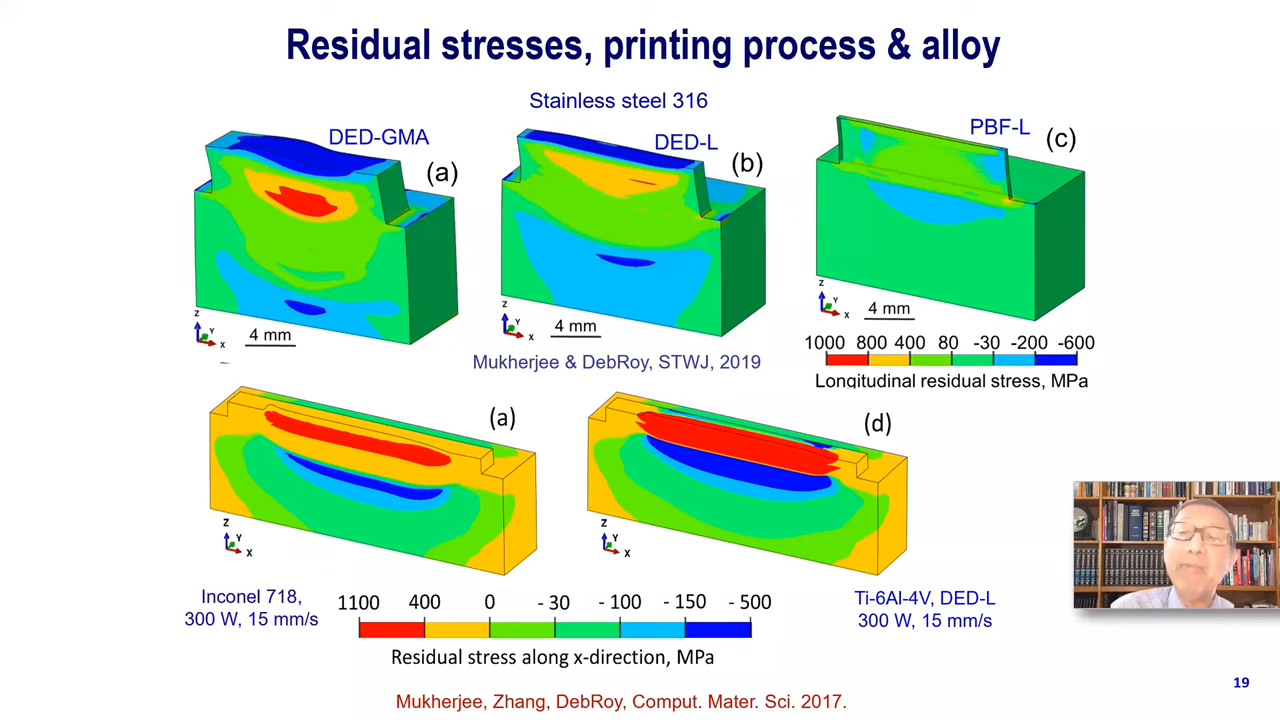 Residual stresses, printing process & alloy
Stainless steel 316
DED-GMA
(a)
DED-L
(b)
PBF-L
(c)
Z
Y
X
4 mm
Z
Y
X
4 mm
Z
Y
X
4 mm
1000 800 400 80 -30 -200 -600
Longitudinal residual stress, MPa
Mukherjee & DebRoy, STWJ, 2019
(a)
(d)
Z
Y
X
Z
Y
X
Inconel 718,
300 W, 15 mm/s
1100 400 0 - 30 - 100 - 150 - 500
Residual stress along x-direction, MPa
Ti-6Al-4V, DED-L
300 W, 15 mm/s
Mukherjee, Zhang, DebRoy, Comput. Mater. Sci. 2017.
19